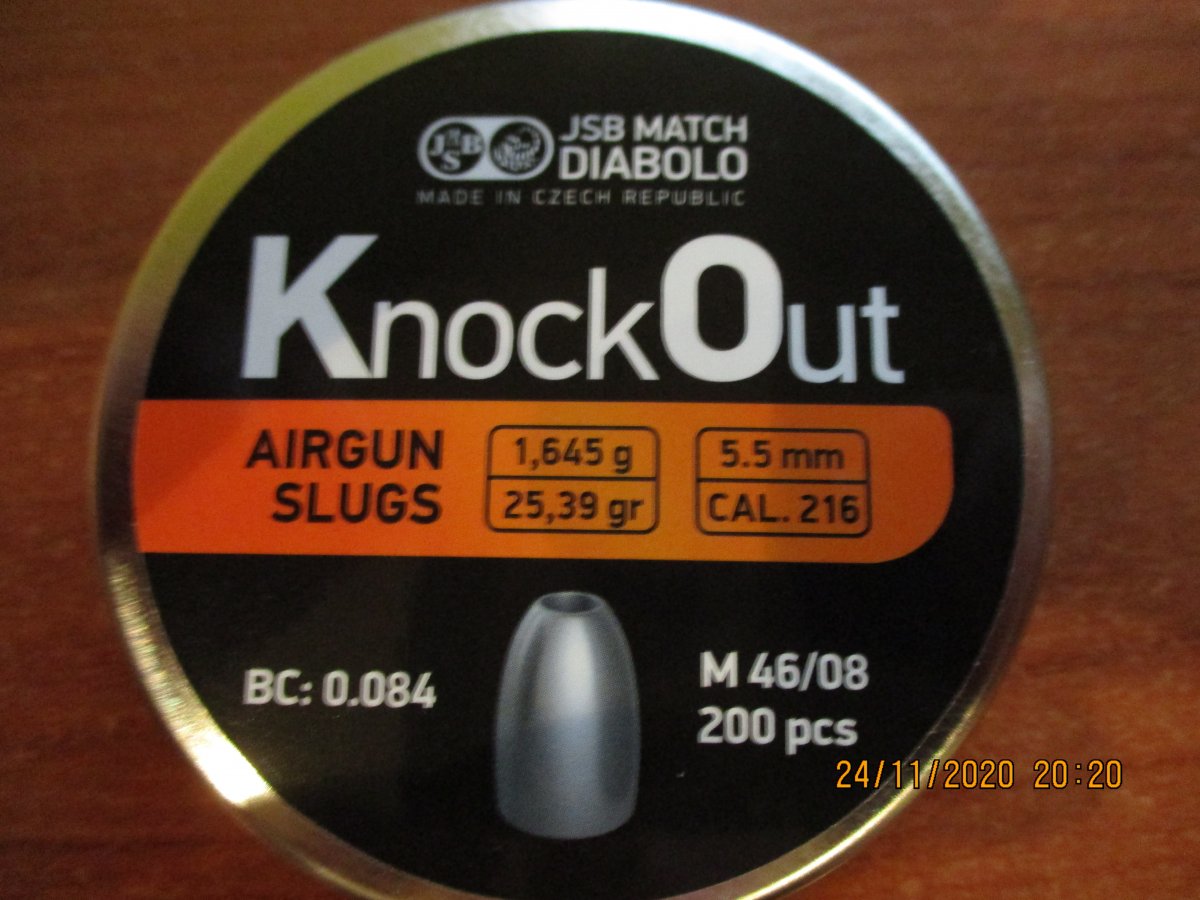 JSB
JSB MATCH
DIABOLO
MADE IN CZECH REPUBLIC
KnockOut
AIRGUN
SLUGS
1,645 g
25,39 gr
5.5 mm
CAL. 216
BC: 0.084
M 46/08
200 pcs
24/11/2020 20:20